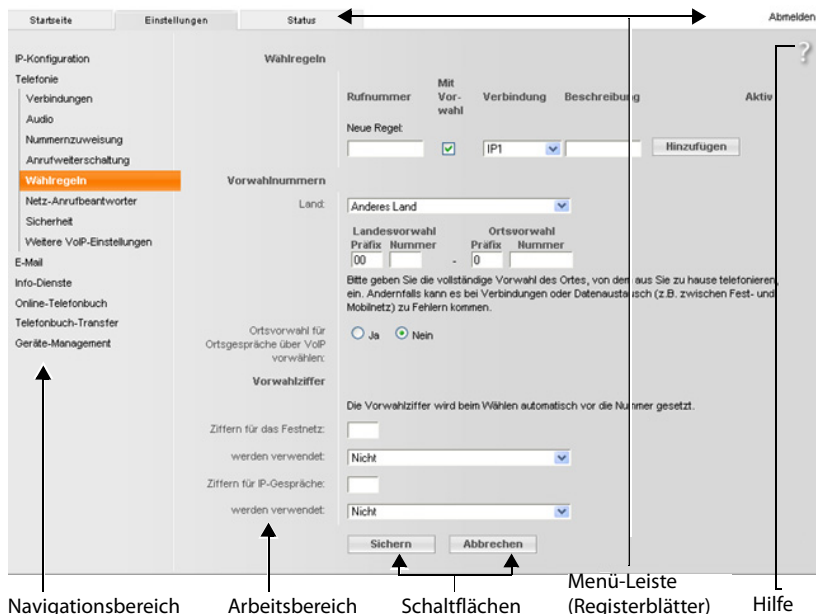 Startseite Einstellungen Status Abmelden
?
IP-Konfiguration
Telefonie
Verbindungen
Audio
Nummernzuweisung
Anrufweiterschaltung
Wählregeln
Netz-Anrufbeantworter
Sicherheit
Weitere VoIP-Einstellungen
E-Mail
Info-Dienste
Online-Telefonbuch
Telefonbuch-Transfer
Geräte-Management
Wählregeln
Rufnummer Mit Vor- wahl Verbindung Beschreibung Aktiv
Neue Regel:
IP1 Hinzufügen
Vorwahlnummern
Land: Anderes Land
Landesvorwahl Ortsvorwahl
Präfix Nummer Präfix Nummer
00 - 0
Bitte geben Sie die vollständige Vorwahl des Ortes, von dem aus Sie zu hause telefonieren,
ein. Andernfalls kann es bei Verbindungen oder Datenaustausch (z.B. zwischen Fest- und
Mobilnetz) zu Fehlern kommen.
Ortsvorwahl für
Ortsgespräche über VoIP
vorwählen:
Ja Nein
Vorwahlziffer
Die Vorwahlziffer wird beim Wählen automatisch vor die Nummer gesetzt.
Ziffern für das Festnetz:
werden verwendet: Nicht
Ziffern für IP-Gespräche:
werden verwendet: Nicht
Sichern Abbrechen
Navigationsbereich Arbeitsbereich Schaltflächen Menü-Leiste
(Registerblätter) Hilfe